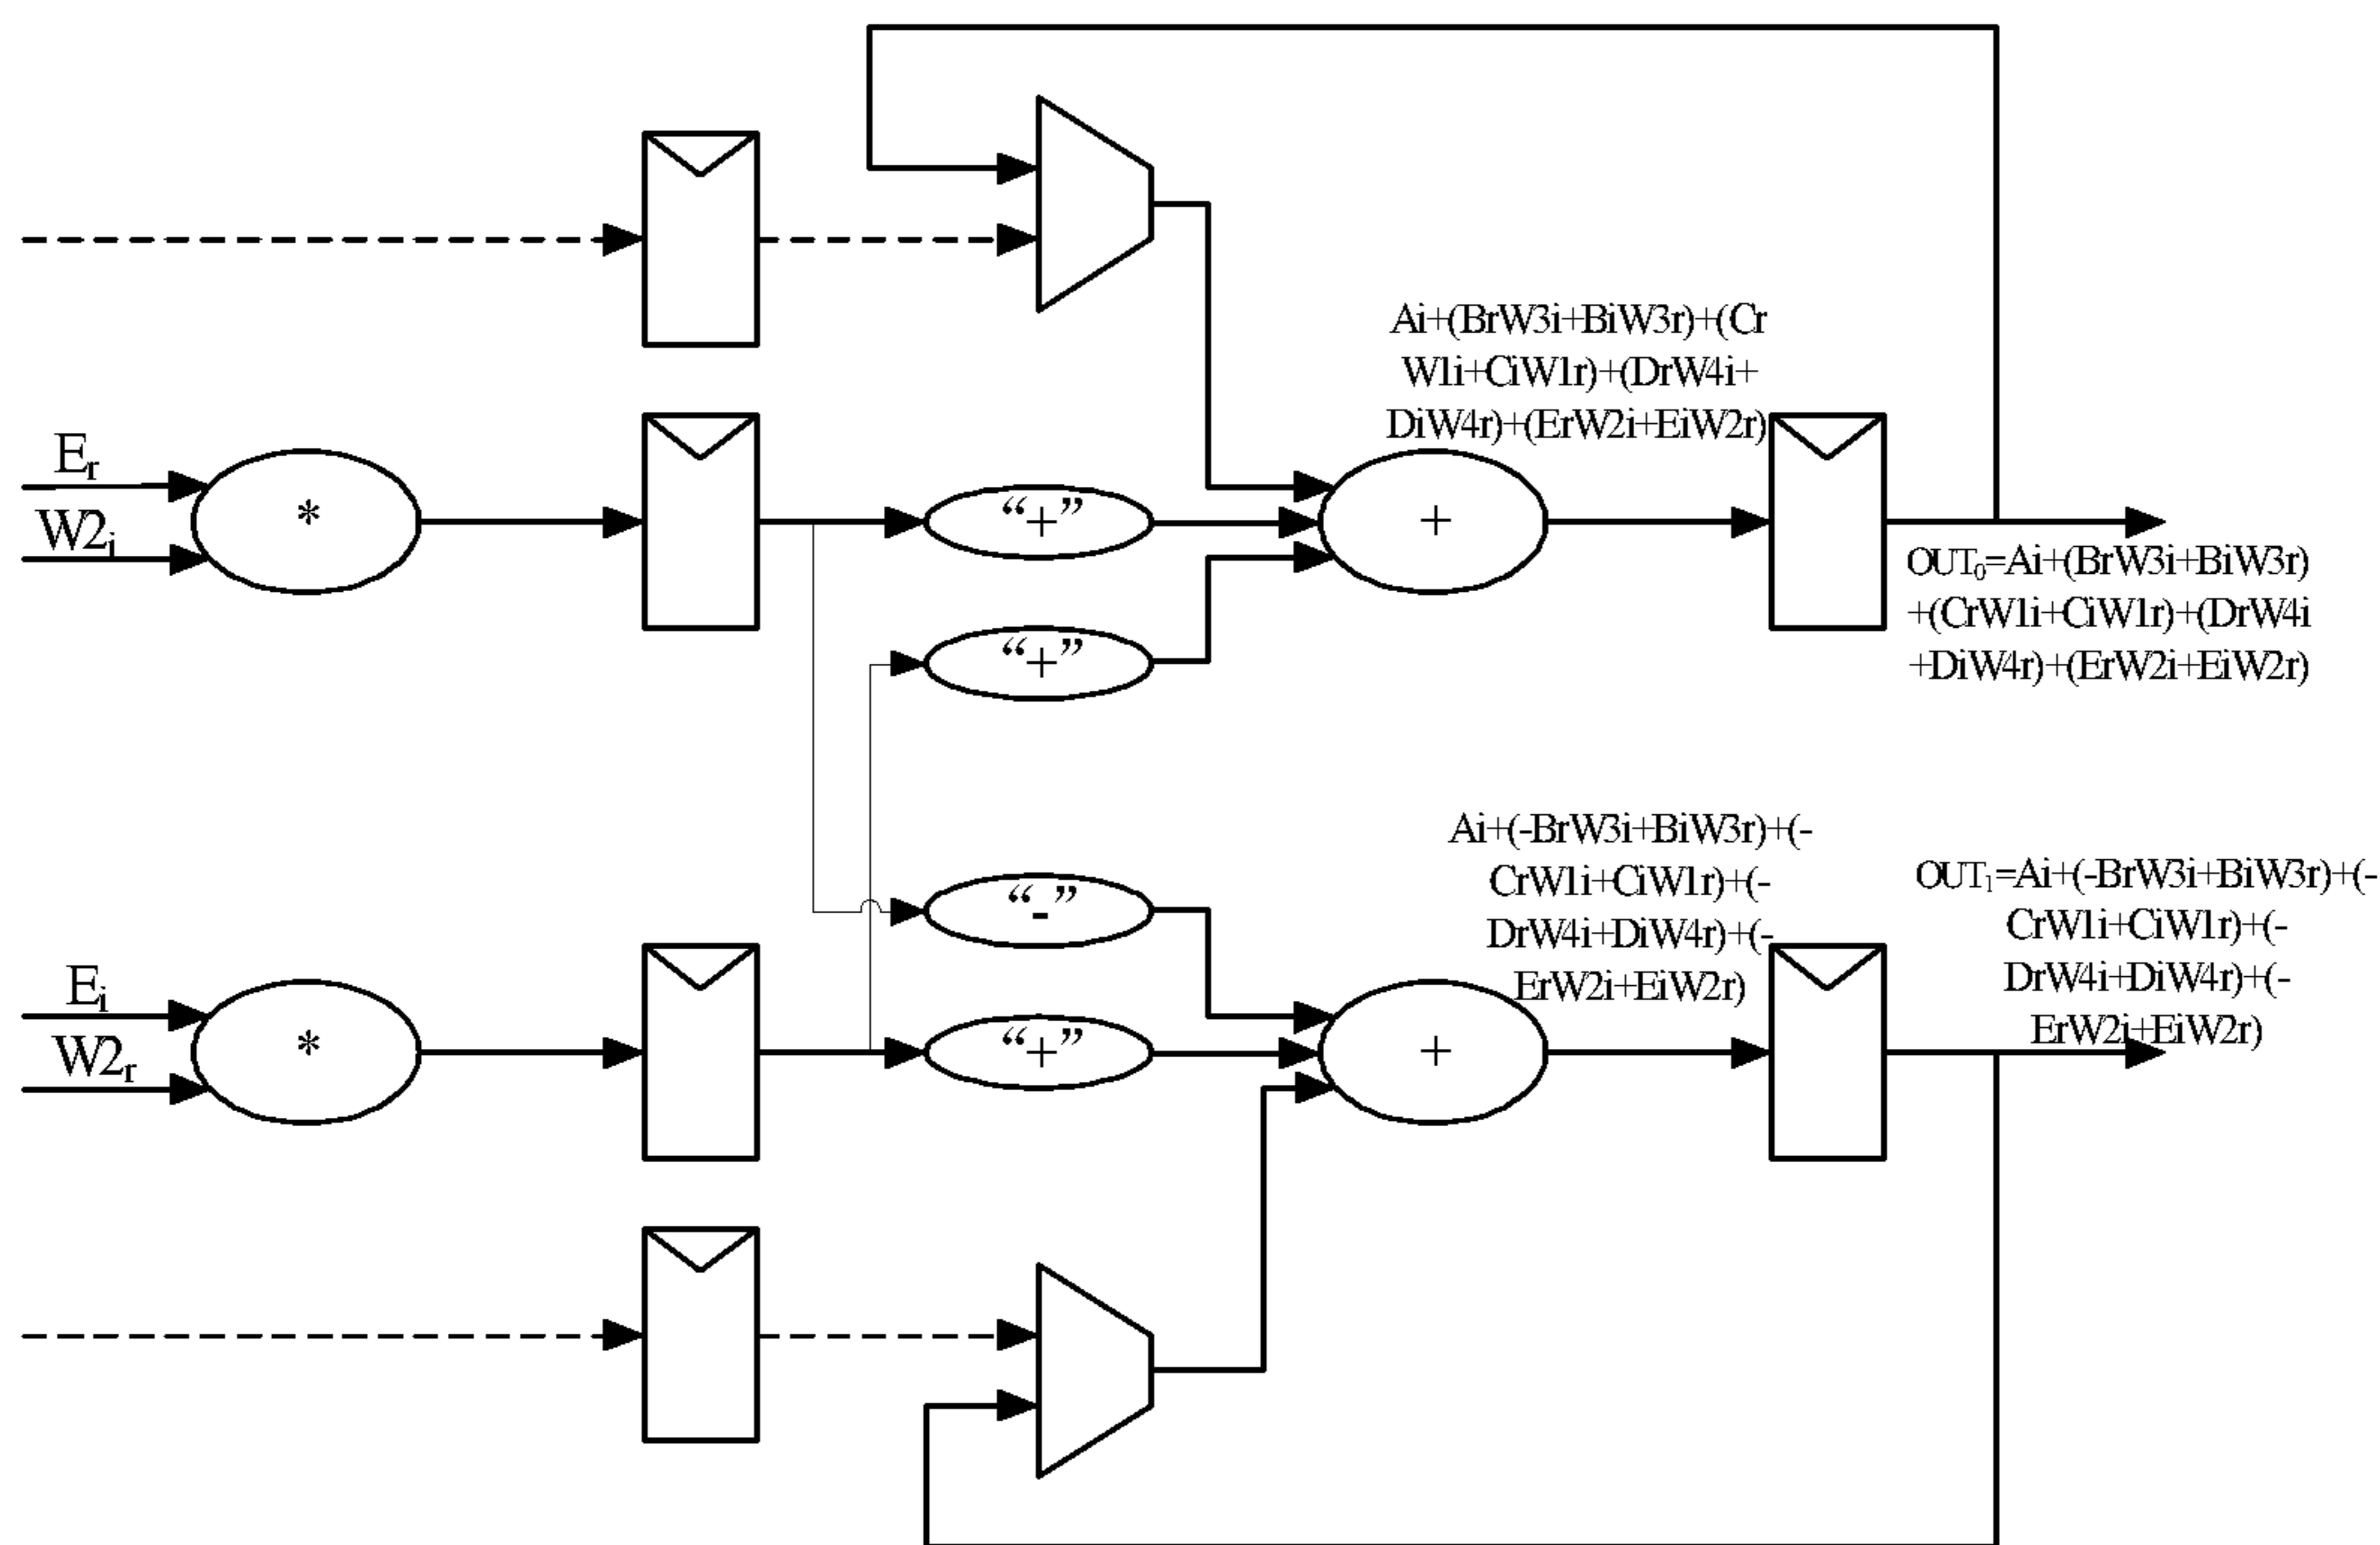 Ai+(BrW3i+BiW3r)+(Cr
W1i+CiW1r)+(DrW4i+
DiW4r)+(ErW2i+EiW2r)
Er
W2i
*
“+”
+
OUT0=Ai+(BrW3i+BiW3r)
+(CrW1i+CiW1r)+(DrW4i
+DiW4r)+(ErW2i+EiW2r)
“+”
Ai+(-BrW3i+BiW3r)+(-
CrW1i+CiW1r)+(-
DrW4i+DiW4r)+(-
ErW2i+EiW2r)
OUT1=Ai+(-BrW3i+BiW3r)+(-
CrW1i+CiW1r)+(-
DrW4i+DiW4r)+(-
ErW2i+EiW2r)
“-”
Ei
W2r
*
“+”
+